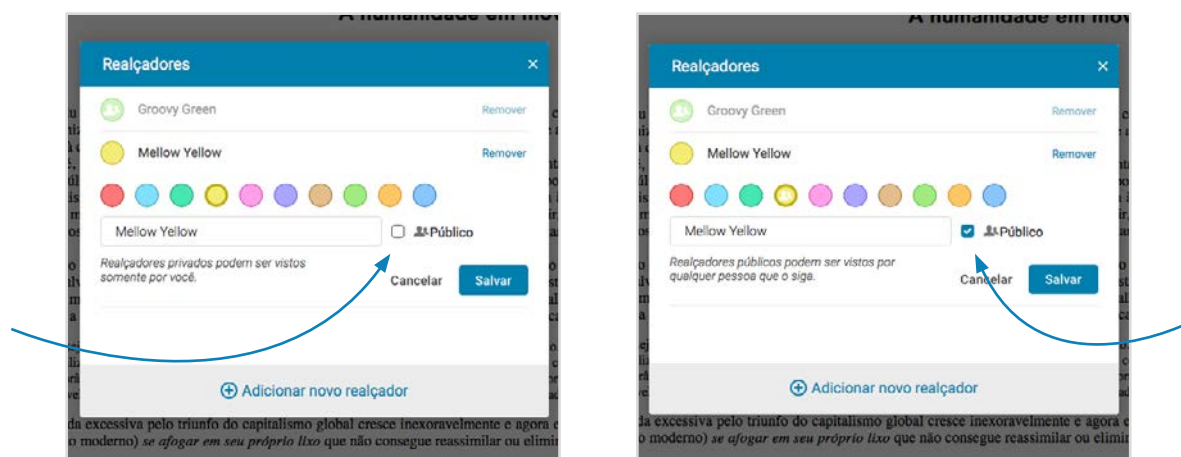 A humanidade em mov
Realçadores ×
Groovy Green Remover
Mellow Yellow Remover
Mellow Yellow Público
Realçadores privados podem ser vistos
somente por você.
Cancelar Salvar
Adicionar novo realçador
da excessiva pelo triunfo do capitalismo global cresce inexoravelmente e agora
o moderno) se afogar em seu próprio lixo que não consegue reassimilar ou elimin
A humanidade em mov
Realçadores ×
Groovy Green Remover
Mellow Yellow Remover
Mellow Yellow Público
Realçadores públicos podem ser vistos por
qualquer pessoa que o siga.
Cancelar Salvar
Adicionar novo realçador
da excessiva pelo triunfo do capitalismo global cresce inexoravelmente e agora
o moderno) se afogar em seu próprio lixo que não consegue reassimilar ou elimin